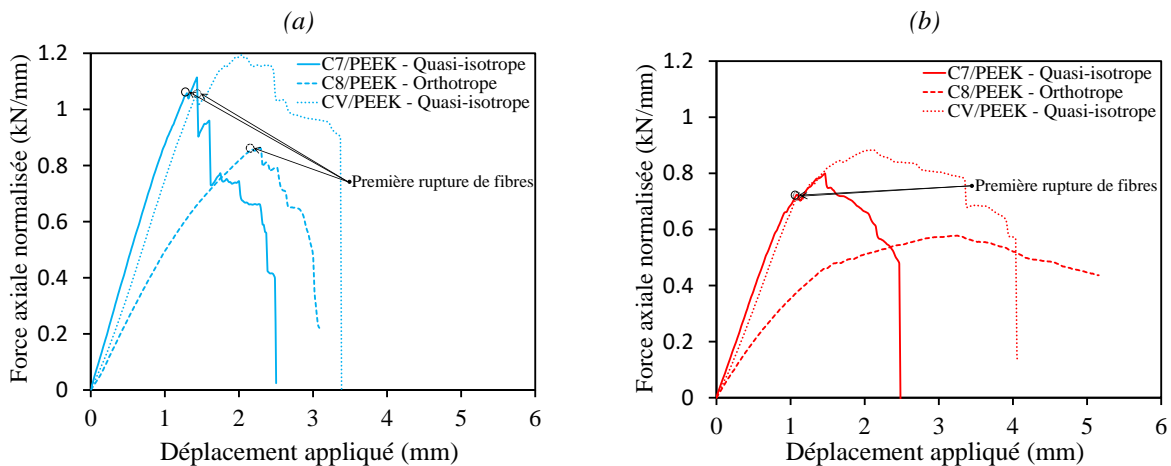 (a)
1.2
1
0.8
0.6
0.4
0.2
0
0 1 2 3 4 5 6
Force axiale normalisée (kN/mm)
Déplacement appliqué (mm)
C7/PEEK - Quasi-isotrope
C8/PEEK - Orthotrope
CV/PEEK - Quasi-isotrope
Première rupture de fibres
(b)
1.2
1
0.8
0.6
0.4
0.2
0
0 1 2 3 4 5 6
Force axiale normalisée (kN/mm)
Déplacement appliqué (mm)
C7/PEEK - Quasi-isotrope
C8/PEEK - Orthotrope
CV/PEEK - Quasi-isotrope
Première rupture de fibres